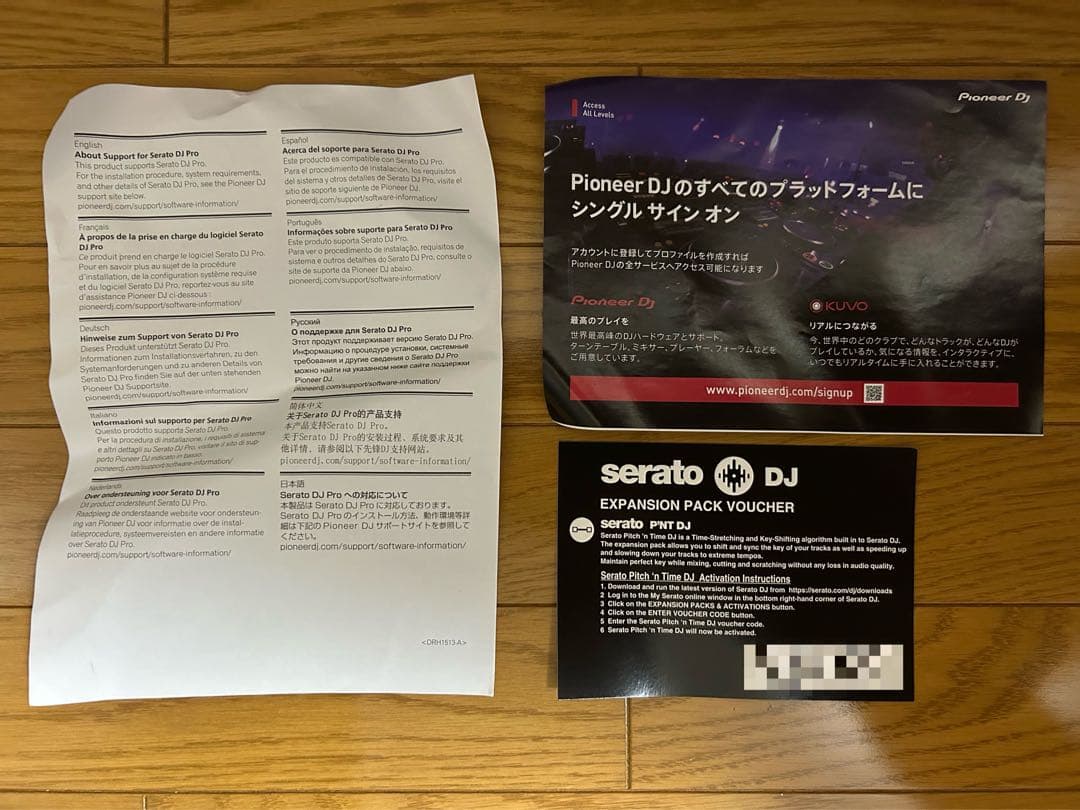 English
About Support for Serato DJ Pro
This product supports Serato DJ Pro.
For the installation procedure, system requirements,
and other details of Serato DJ Pro, see the Pioneer DJ
support site below.
pioneerdj.com/support/software-information/
Français
À propos de la prise en charge du logiciel Serato
DJ Pro
Ce produit prend en charge le logiciel Serato DJ Pro.
Pour en savoir plus au sujet de la procédure
d'installation, de la configuration système requise
et du logiciel Serato DJ Pro, reportez-vous au site
d'assistance Pioneer DJ ci-dessous :
pioneerdj.com/support/software-information/
Deutsch
Hinweise zum Support von Serato DJ Pro
Dieses Produkt unterstützt Serato DJ Pro.
Informationen zum Installationsverfahren, zu den
Systemanforderungen und zu anderen Details von
Serato DJ Pro finden Sie auf der unten stehenden
Pioneer DJ Supportsite.
pioneerdj.com/support/software-information/
Italiano
Informazioni sul supporto per Serato DJ Pro
Questo prodotto supporta Serato DJ Pro.
Per la procedura di installazione, i requisiti di sistema
e altri dettagli su Serato DJ Pro, visitare il sito di sup-
porto Pioneer DJ indicato in basso.
pioneerdj.com/support/software-information/
Nederlands
Over ondersteuning voor Serato DJ Pro
Dit product ondersteunt Serato DJ Pro.
Raadpleeg de onderstaande website voor ondersteun-
ing van Pioneer DJ voor informatie over de instal-
latieprocedure, systeemvereisten en andere informatie
over Serato DJ Pro.
pioneerdj.com/support/software-information/
Español
Acerca del soporte para Serato DJ Pro
Este producto es compatible con Serato DJ Pro.
Para el procedimiento de instalación, los requisitos
del sistema y otros detalles de Serato DJ Pro, visite el
sitio de soporte siguiente de Pioneer DJ.
pioneerdj.com/support/software-information/
Português
Informações sobre suporte para Serato DJ Pro
Este produto suporta Serato DJ Pro.
Para ver o procedimento de instalação, requisitos de
sistema e outros detalhes do Serato DJ Pro, consulte o
site de suporte da Pioneer DJ abaixo.
pioneerdj.com/support/software-information/
Русский
О поддержке для Serato DJ Pro
Этот продукт поддерживает версию Serato DJ Pro.
Информацию о процедуре установки, системные
требования и другие сведения о Serato DJ Pro
можно найти на указанном ниже сайте поддержки
Pioneer DJ.
pioneerdj.com/support/software-information/
简体中文
关于Serato DJ Pro的产品支持
本产品支持Serato DJ Pro。
关于Serato DJ Pro的安装过程、系统要求及其
他详情，请参阅以下先锋DJ支持网站。
pioneerdj.com/support/software-information/
日本語
Serato DJ Pro への対応について
本製品は Serato DJ Pro に対応しております。
Serato DJ Pro のインストール方法、動作環境等詳
細は下記の Pioneer DJ サポートサイトを参照して
ください。
pioneerdj.com/support/software-information/
<DRH1513-A>
Access
All Levels
Pioneer DJ
Pioneer DJのすべてのプラットフォームに
シングル サイン オン
アカウントに登録してプロファイルを作成すれば
Pioneer DJの全サービスへアクセス可能になります
Pioneer DJ
最高のプレイを
世界最高峰のDJハードウェアとサポート、
ターンテーブル、ミキサー、プレーヤー、フォーラムなどを
ご用意しています。
KUVO
リアルにつながる
今、世界中のどのクラブで、どんなトラックが、どんなDJが
プレイしているか、気になる情報を、インタラクティブに、
いつでもリアルタイムに手に入れることができます。
www.pioneerdj.com/signup
serato DJ
EXPANSION PACK VOUCHER
serato P'NT DJ
Serato Pitch 'n Time DJ is a Time-Stretching and Key-Shifting algorithm built in to Serato DJ.
The expansion pack allows you to shift and sync the key of your tracks as well as speeding up
and slowing down your tracks to extreme tempos.
Maintain perfect key while mixing, cutting and scratching without any loss in audio quality.
Serato Pitch 'n Time DJ Activation Instructions
1. Download and run the latest version of Serato DJ from https://serato.com/dj/downloads
2 Log in to the My Serato online window in the bottom right-hand corner of Serato DJ.
3 Click on the EXPANSION PACKS & ACTIVATIONS button.
4 Click on the ENTER VOUCHER CODE button.
5 Enter the Serato Pitch 'n Time DJ voucher code.
6 Serato Pitch 'n Time DJ will now be activated.